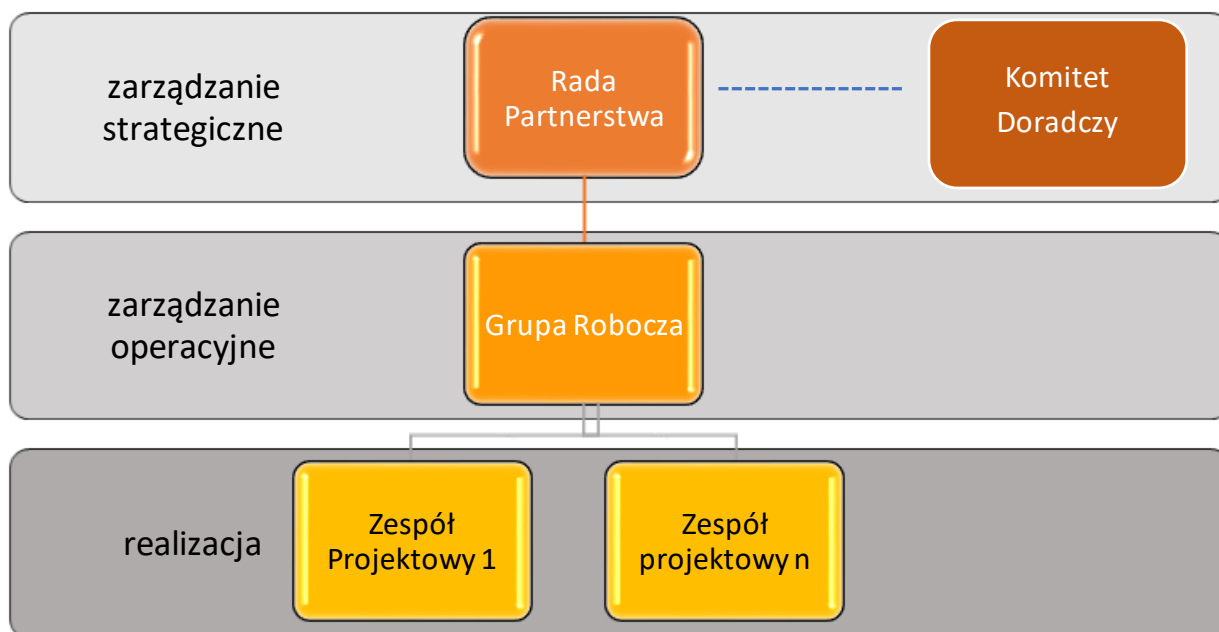 zarządzanie
strategiczne
Rada
Partnerstwa
Komitet
Doradczy
zarządzanie
operacyjne
Grupa Robocza
realizacja
Zespół
Projektowy 1
Zespół
projektowy n